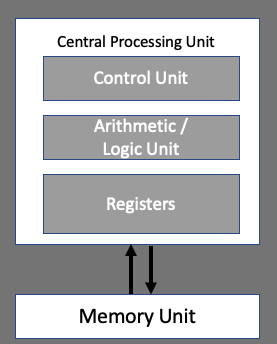 Central Processing Unit
Control Unit
Arithmetic /
Logic Unit
Registers
Memory Unit